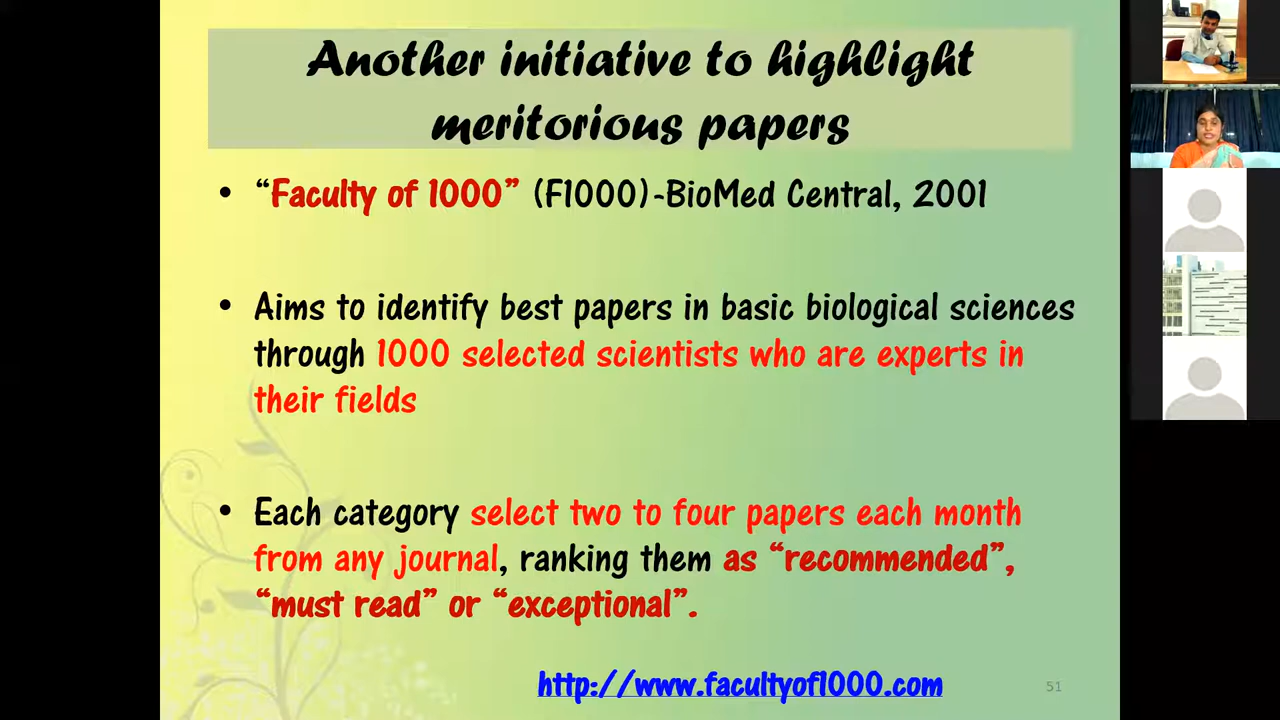 Another initiative to highlight
meritorious papers
• “Faculty of 1000” (F1000)-BioMed Central, 2001
• Aims to identify best papers in basic biological sciences
through 1000 selected scientists who are experts in
their fields
• Each category select two to four papers each month
from any journal, ranking them as “recommended”,
“must read” or “exceptional”.
http://www.facultyof1000.com
51